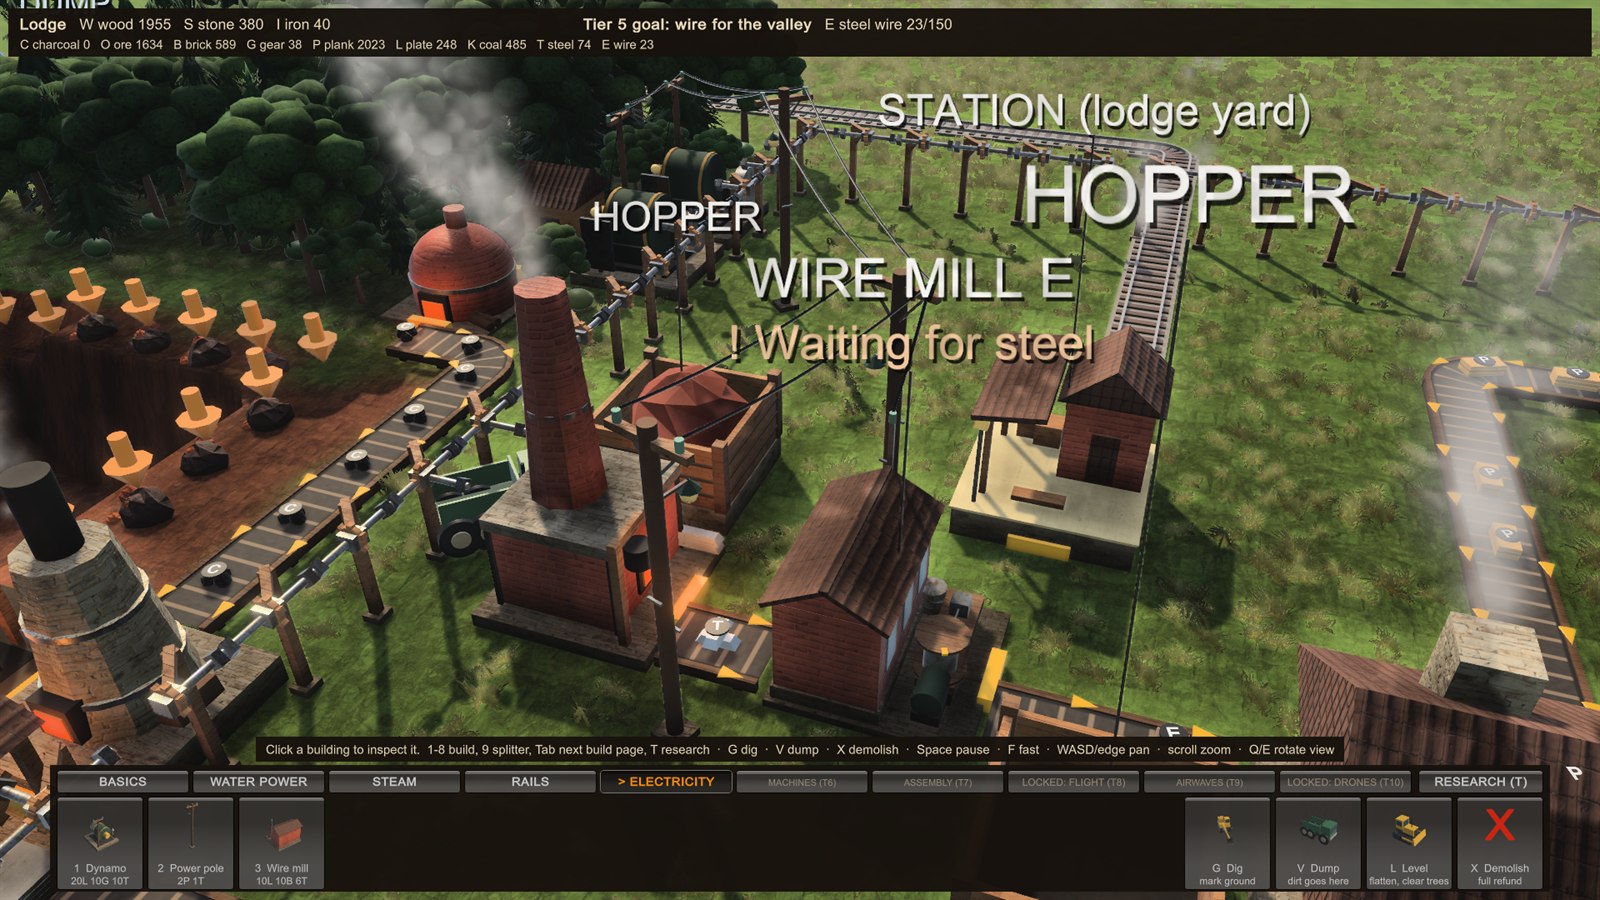 Lodge W wood 1955 S stone 380 I iron 40
Tier 5 goal: wire for the valley E steel wire 23/150
C charcoal 0 O ore 1634 B brick 589 G gear 38 P plank 2023 L plate 248 K coal 485 T steel 74 E wire 23
STATION (lodge yard)
HOPPER
HOPPER
WIRE MILL E
! Waiting for steel
P
P
P
P
C
C
C
C
T
Click a building to inspect it. 1-8 build, 9 splitter, Tab next build page, T research · G dig · V dump · X demolish · Space pause · F fast · WASD/edge pan · scroll zoom · Q/E rotate view
P
BASICS
WATER POWER
STEAM
RAILS
> ELECTRICITY
MACHINES (T6)
ASSEMBLY (T7)
LOCKED: FLIGHT (T8)
AIRWAVES (T9)
LOCKED: DRONES (T10)
RESEARCH (T)
1 Dynamo
20L 10G 10T
2 Power pole
2P 1T
3 Wire mill
10L 10B 6T
G Dig
mark ground
V Dump
dirt goes here
L Level
flatten, clear trees
X Demolish
full refund